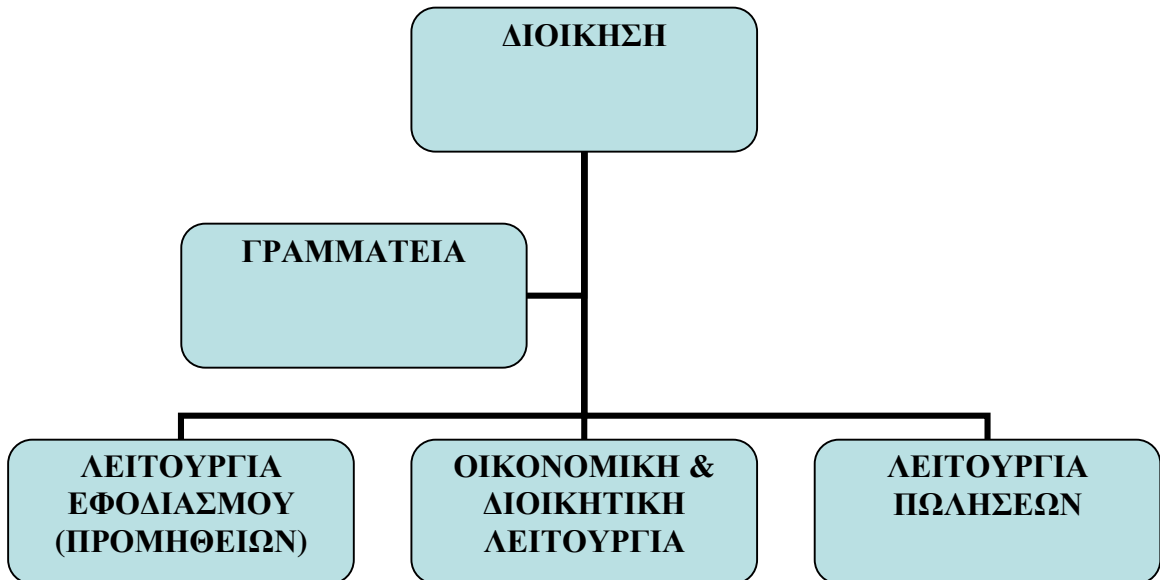 ΔΙΟΙΚΗΣΗ
ΓΡΑΜΜΑΤΕΙΑ
ΛΕΙΤΟΥΡΓΙΑ
ΕΦΟΔΙΑΣΜΟΥ
(ΠΡΟΜΗΘΕΙΩΝ)
ΟΙΚΟΝΟΜΙΚΗ &
ΔΙΟΙΚΗΤΙΚΗ
ΛΕΙΤΟΥΡΓΙΑ
ΛΕΙΤΟΥΡΓΙΑ
ΠΩΛΗΣΕΩΝ